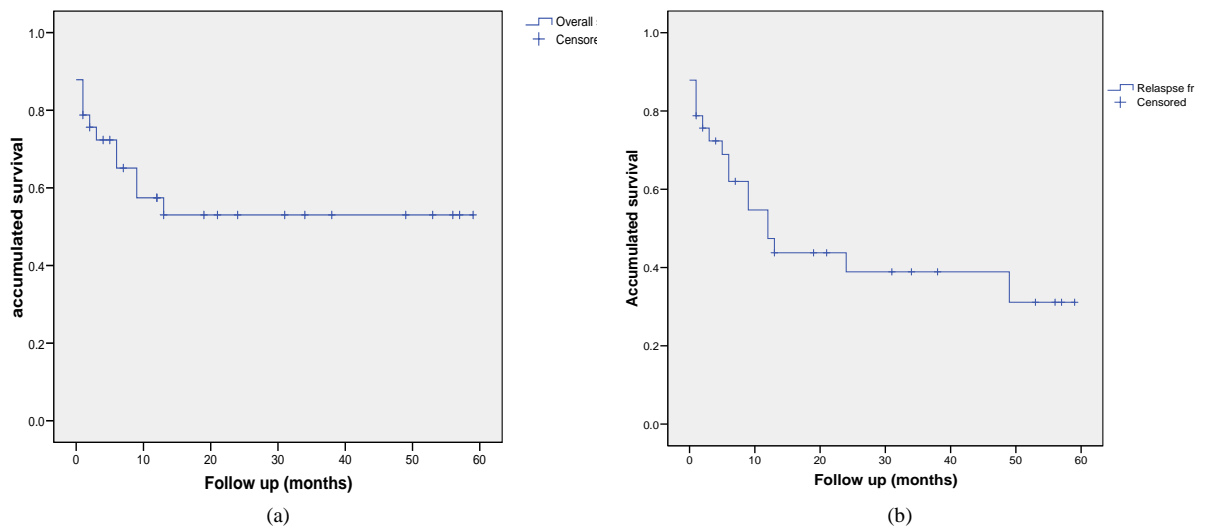 1.0
0.8
0.6
0.4
0.2
0.0
accumulated survival
0 10 20 30 40 50 60
Follow up (months)
Overall
Censore
(a)
1.0
0.8
0.6
0.4
0.2
0.0
Accumulated survival
0 10 20 30 40 50 60
Follow up (months)
Relaspse fr
Censored
(b)